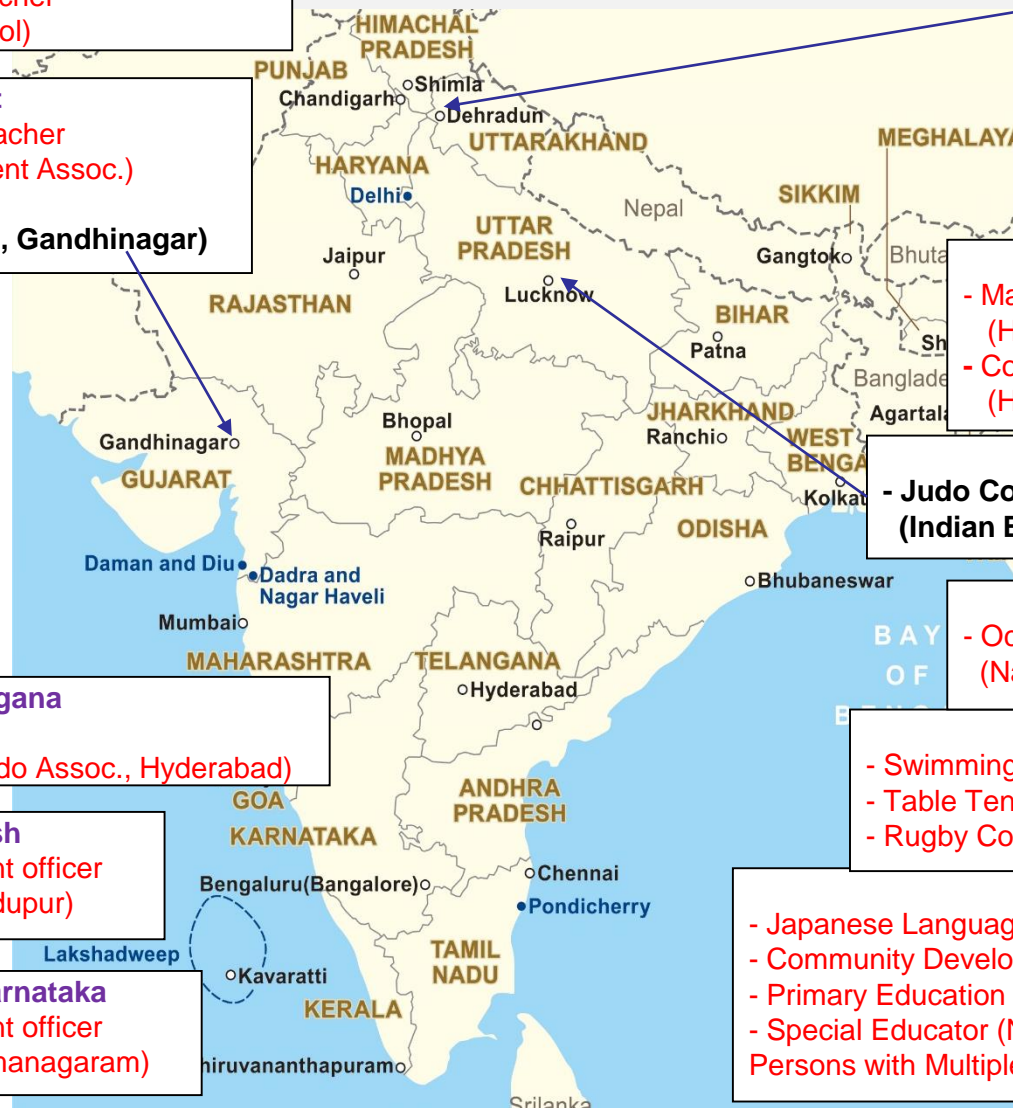 cher
ol)
:
acher
ent Assoc.)
, Gandhinagar)
HIMACHAL
PRADESH
PUNJAB
Shimla
Chandigarh
Dehradun
UTTARAKHAND
HARYANA
Delhi
MEGHALAYA
SIKKIM
Nepal
UTTAR
PRADESH
Gangtok
Bhuta
Jaipur
Lucknow
RAJASTHAN
BIHAR
Patna
Sh
- Ma
(H
- Co
(H
Banglade
Agartala
Bhopal
JHARKHAND
Ranchi
Gandhinagar
GUJARAT
MADHYA
PRADESH
WEST
BENGA
CHHATTISGARH
Kolkat
- Judo Co
(Indian B
Raipur
ODISHA
Daman and Diu
Dadra and
Nagar Haveli
Bhubaneswar
Mumbai
MAHARASHTRA
TELANGANA
Hyderabad
BAY
OF
BENG
- Oc
(Na
gana
do Assoc., Hyderabad)
GOA
KARNATAKA
ANDHRA
PRADESH
- Swimming
- Table Ten
- Rugby Co
sh
nt officer
dupur)
Bengaluru(Bangalore)
Chennai
Pondicherry
- Japanese Languag
- Community Develo
- Primary Education
- Special Educator (N
Persons with Multiple
Lakshadweep
Kavaratti
TAMIL
NADU
KERALA
arnataka
nt officer
nanagaram)
hiruvananthapuram
Srilanka